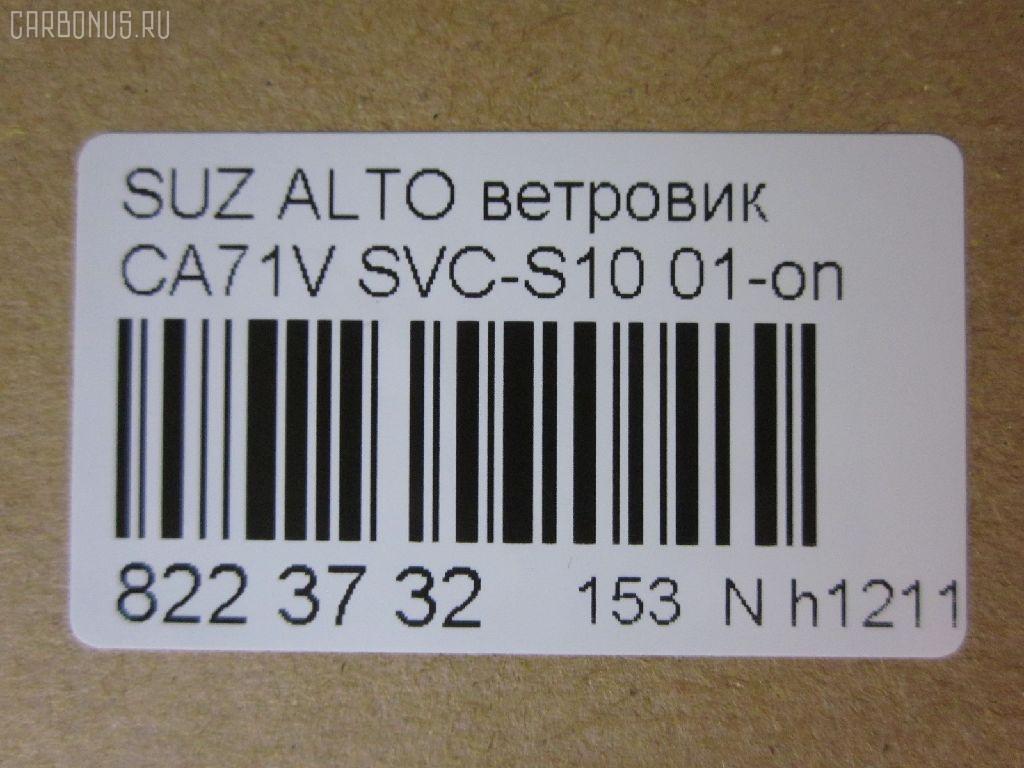 CARBONUS.RU
SUZ ALTO ветровик
CA71V SVC-S10 01-on
822 37 32 153 N h1211